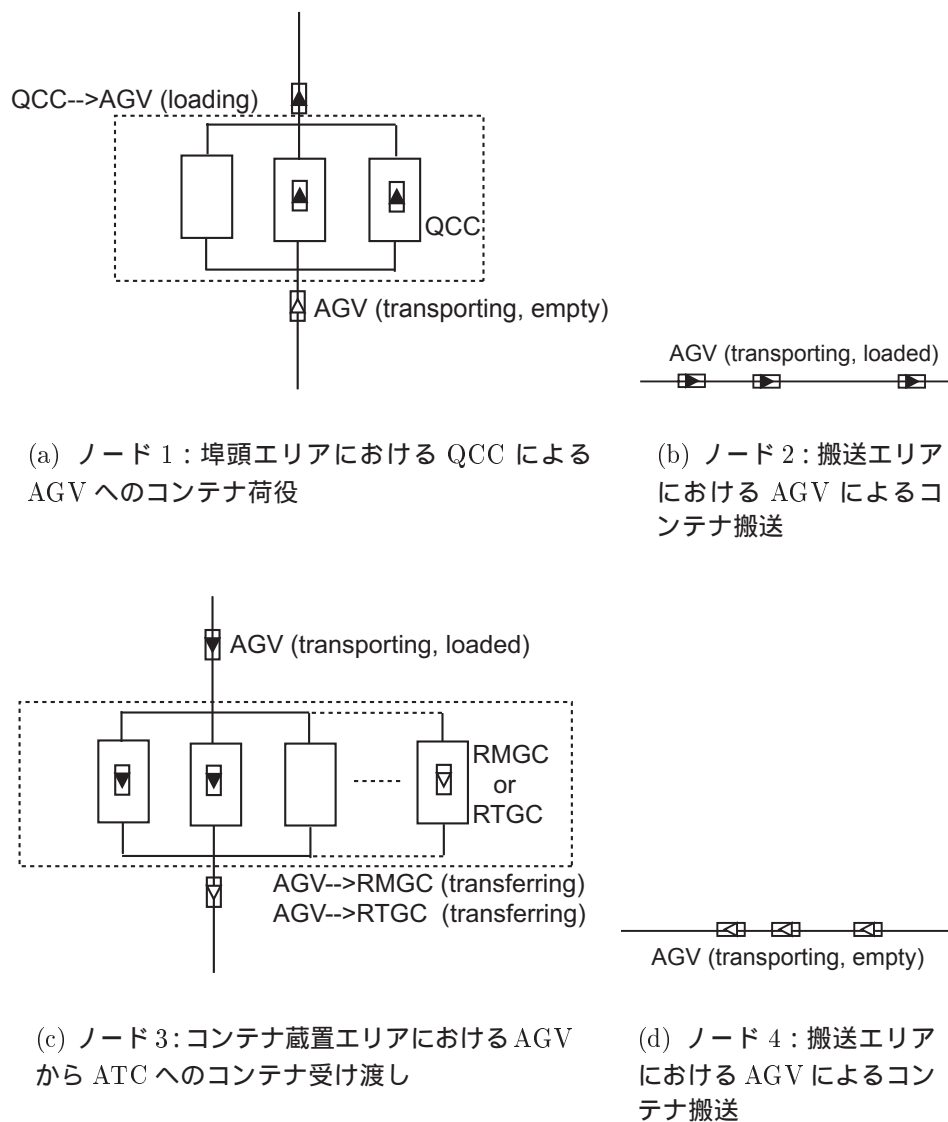 QCC-->AGV (loading)
QCC
AGV (transporting, empty)
AGV (transporting, loaded)
(a) ノード 1 : 埠頭エリアにおける QCC による
AGV へのコンテナ荷役
(b) ノード 2 : 搬送エリア
における AGV によるコ
ンテナ搬送
AGV (transporting, loaded)
RMGC
or
RTGC
AGV-->RMGC (transferring)
AGV-->RTGC (transferring)
AGV (transporting, empty)
(c) ノード 3 : コンテナ蔵置エリアにおける AGV
から ATC へのコンテナ受け渡し
(d) ノード 4 : 搬送エリア
における AGV によるコン
テナ搬送